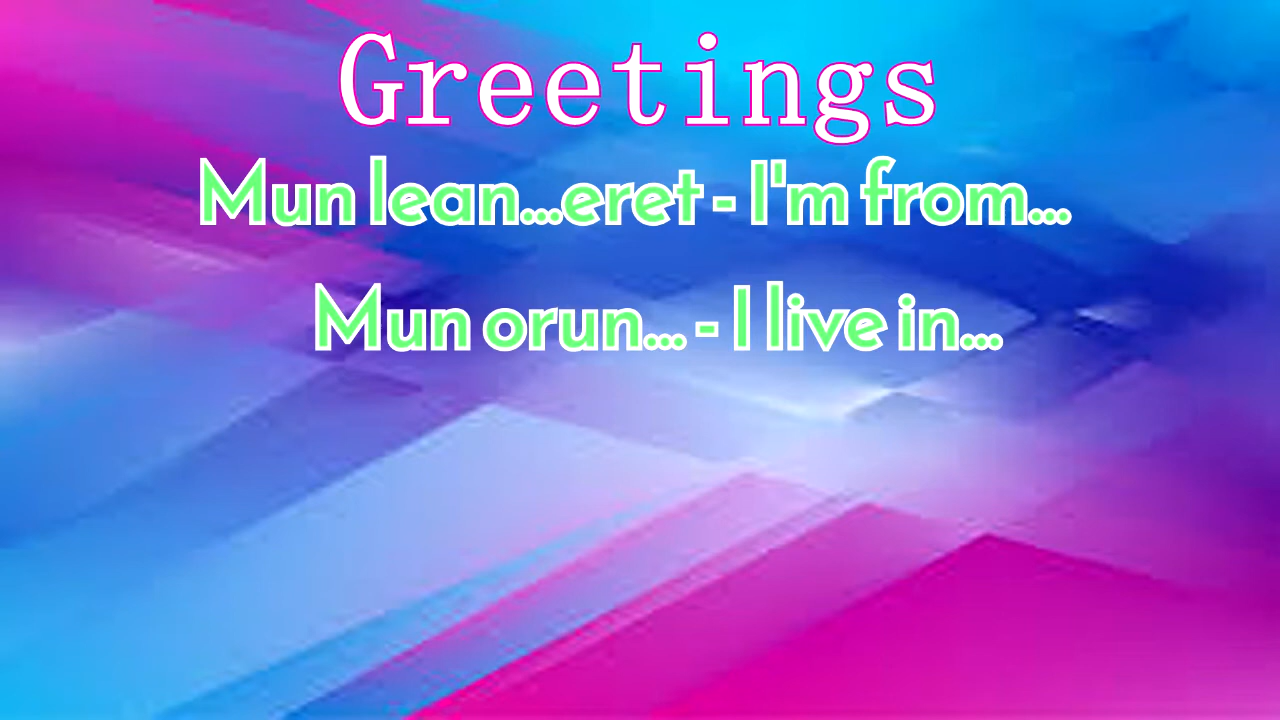 Greetings
Mun lean...eret - I'm from...
Mun orun... - I live in...